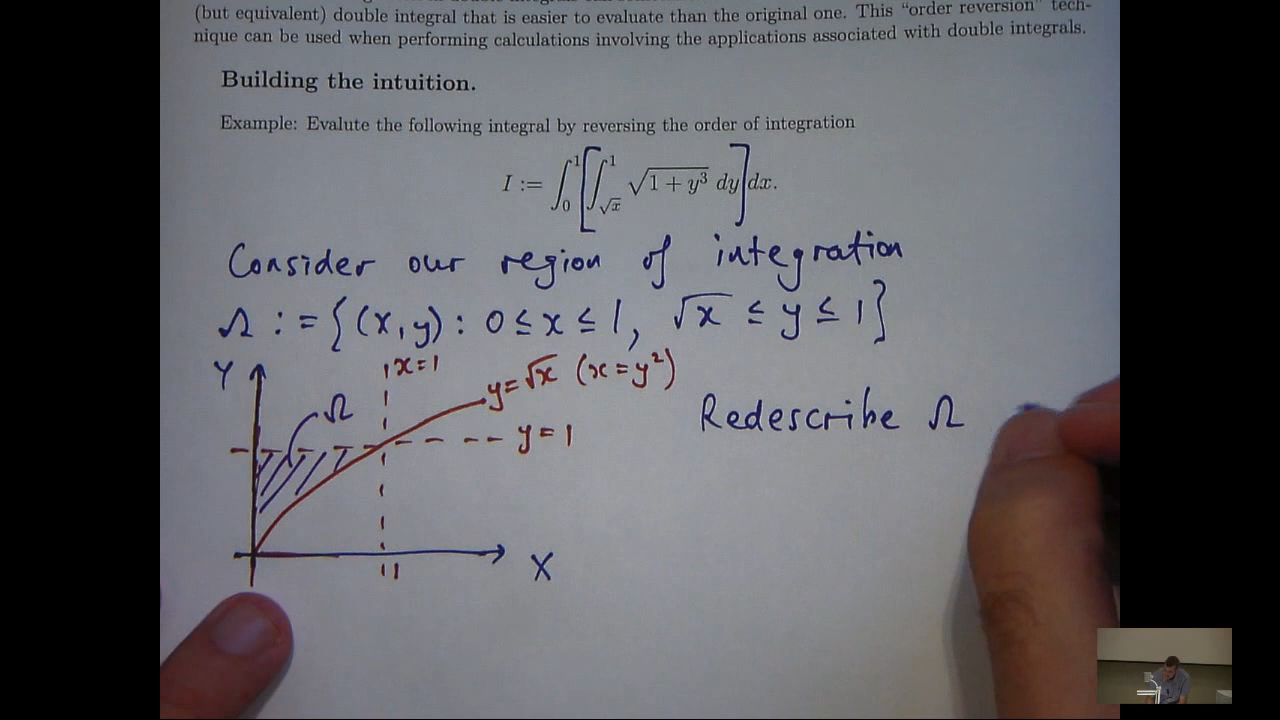 (but equivalent) double integral that is easier to evaluate than the original one. This “order reversion” tech-
nique can be used when performing calculations involving the applications associated with double integrals.
Building the intuition.
Example: Evalute the following integral by reversing the order of integration
I := ∫₀¹ [∫_√x¹ √(1 + y³) dy] dx.
Consider our region of integration
Ω := {(x,y) : 0 ≤ x ≤ 1, √x ≤ y ≤ 1}
Y
x=1
y=√x (x=y²)
Ω
Redescribe Ω
y=1
1
X